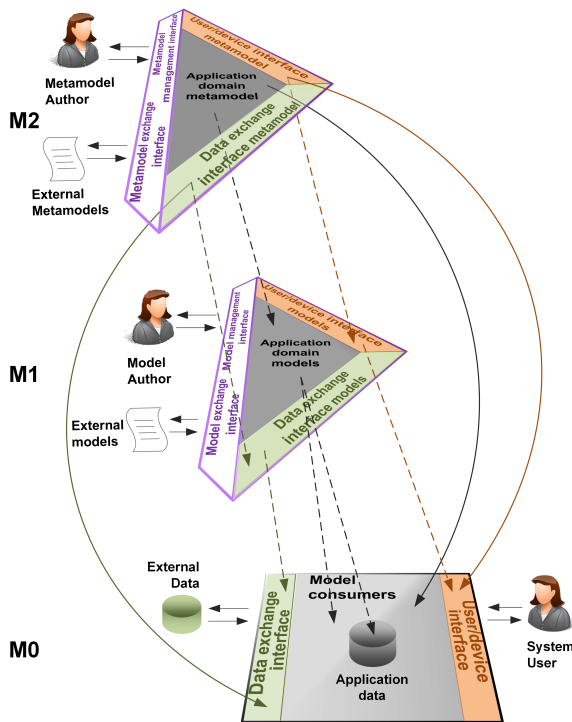 Metamodel
Author
M2
External
Metamodels
Metamodel
management interface
Metamodel exchange
interface
User/device interface
metamodel
Application
domain
metamodel
Data exchange
interface metamodel
Model
Author
M1
External
models
Model management
interface
Model exchange
interface
User/device interface
models
Application
domain
models
Data exchange
interface models
External
Data
M0
Data exchange
interface
Model
consumers
Application
data
User/device
interface
System
User